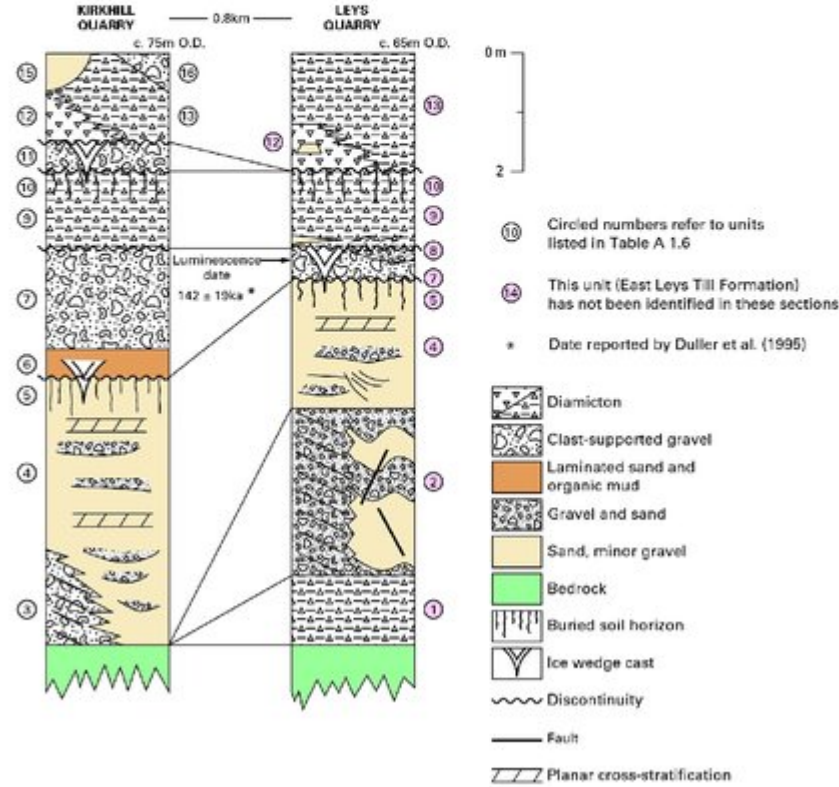 KIRKHILL
QUARRY
0.8km
LEYS
QUARRY
c. 75m O.D.
c. 65m O.D.
0 m
2
15
16
12
13
11
10
9
7
6
5
4
3
Luminescence
date
142 ± 19ka *
13
12
10
9
8
7
5
4
2
1
10 Circled numbers refer to units
listed in Table A 1.6
14 This unit (East Leys Till Formation)
has not been identified in these sections
* Date reported by Duller et al. (1995)
Diamicton
Clast-supported gravel
Laminated sand and
organic mud
Gravel and sand
Sand, minor gravel
Bedrock
Buried soil horizon
Ice wedge cast
Discontinuity
Fault
Planar cross-stratification